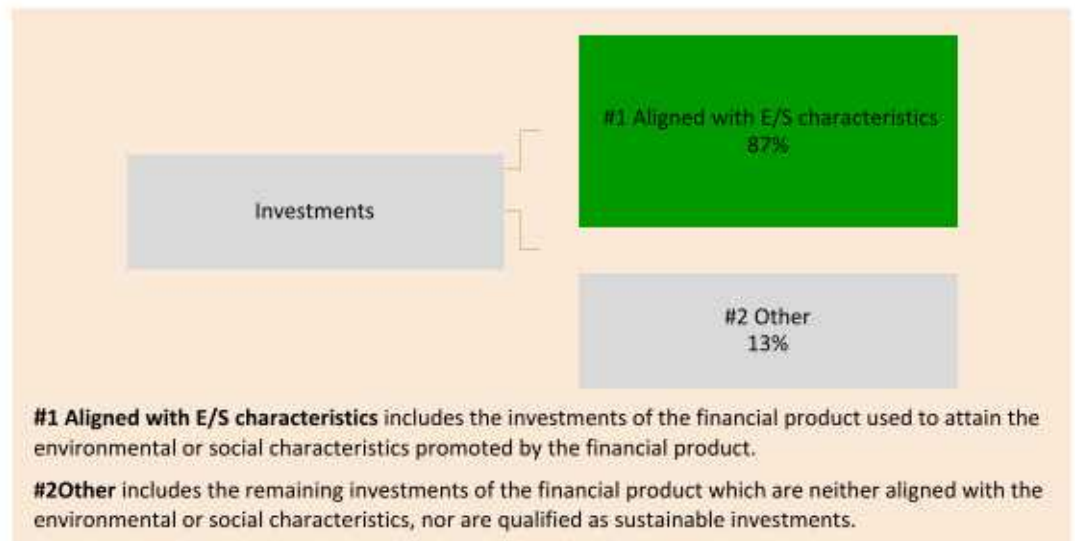 #1 Aligned with E/S characteristics
87%
Investments
#2 Other
13%
#1 Aligned with E/S characteristics includes the investments of the financial product used to attain the
environmental or social characteristics promoted by the financial product.
#2Other includes the remaining investments of the financial product which are neither aligned with the
environmental or social characteristics, nor are qualified as sustainable investments.